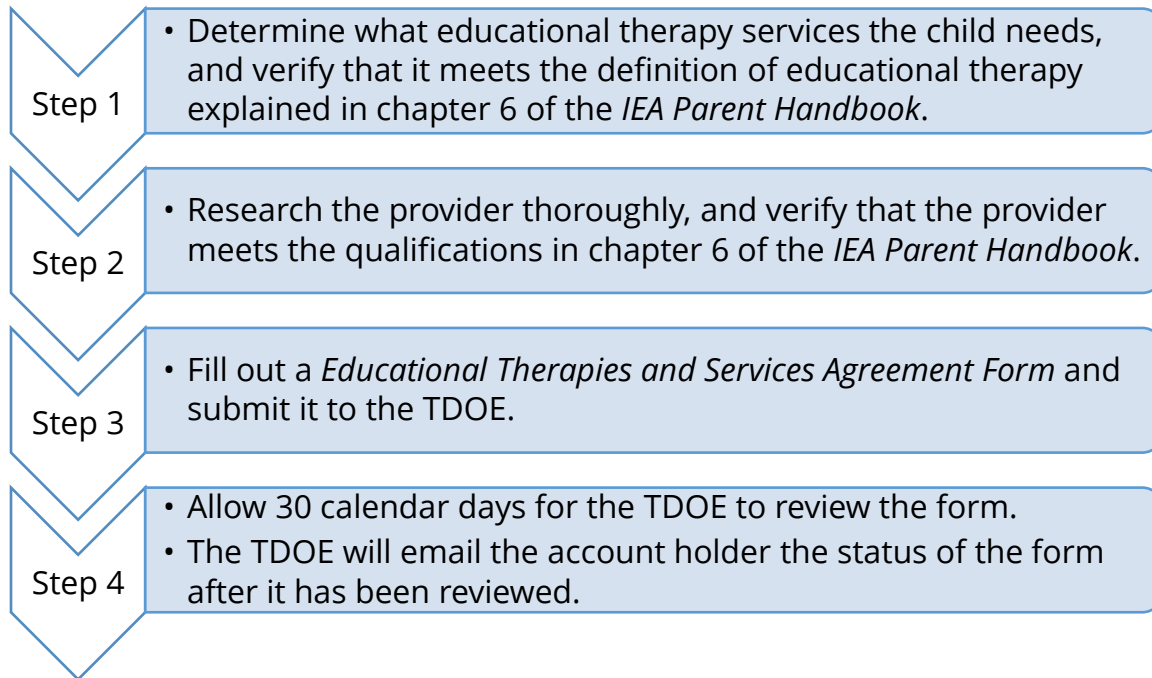 Step 1
• Determine what educational therapy services the child needs,
and verify that it meets the definition of educational therapy
explained in chapter 6 of the IEA Parent Handbook.
Step 2
• Research the provider thoroughly, and verify that the provider
meets the qualifications in chapter 6 of the IEA Parent Handbook.
Step 3
• Fill out a Educational Therapies and Services Agreement Form and
submit it to the TDOE.
Step 4
• Allow 30 calendar days for the TDOE to review the form.
• The TDOE will email the account holder the status of the form
after it has been reviewed.